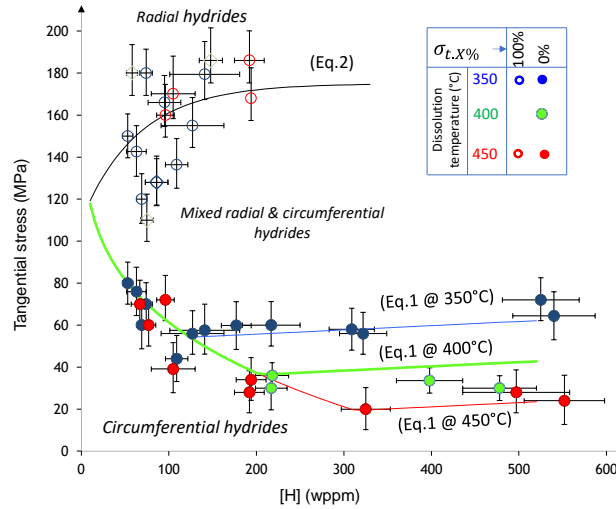 Radial hydrides
(Eq.2)
σt.X%
100%
0%
Dissolution
temperature (°C)
350
400
450
Tangential stress (MPa)
200
180
160
140
120
100
80
60
40
20
0
Mixed radial & circumferential
hydrides
(Eq.1 @ 350°C)
(Eq.1 @ 400°C)
(Eq.1 @ 450°C)
Circumferential hydrides
0
100
200
300
400
500
600
[H] (wppm)